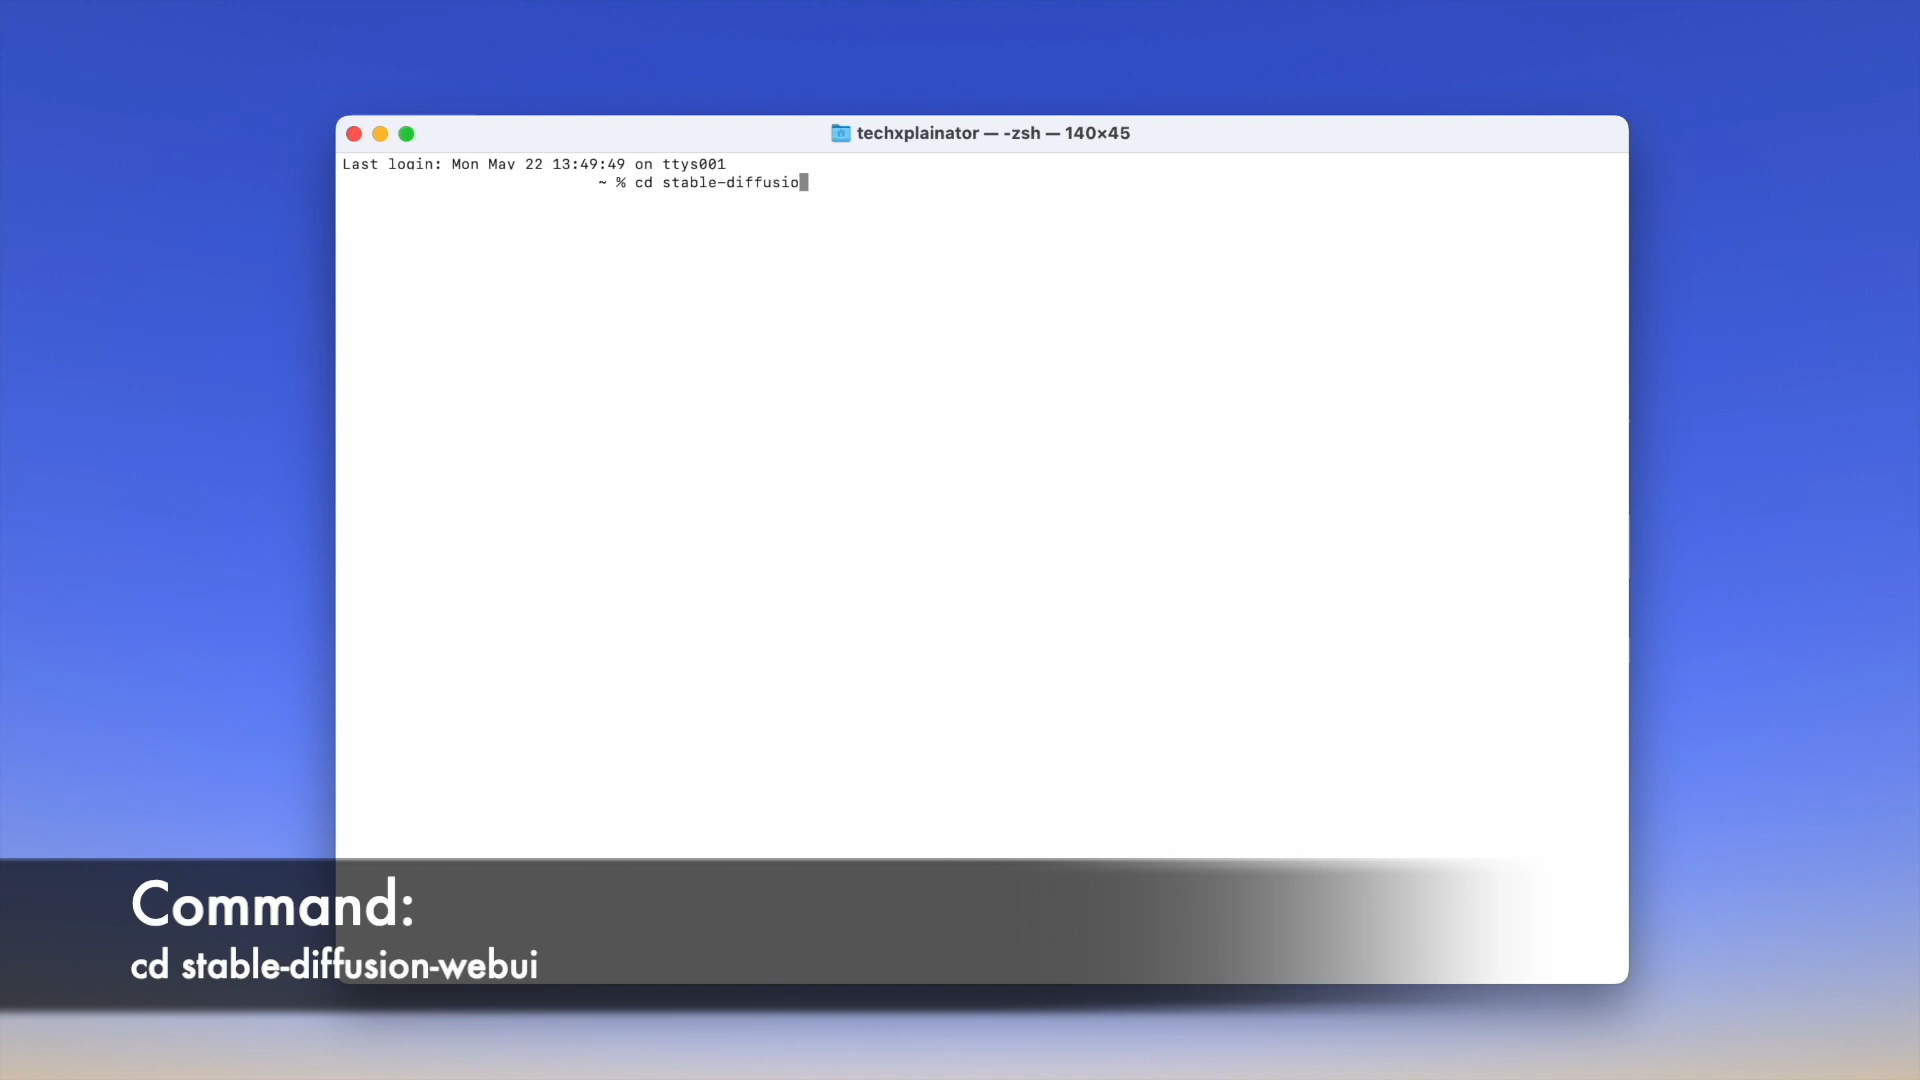 techxplainator — -zsh — 140×45
Last login: Mon May 22 13:49:49 on ttys001
~ % cd stable-diffusio
Command:
cd stable-diffusion-webui